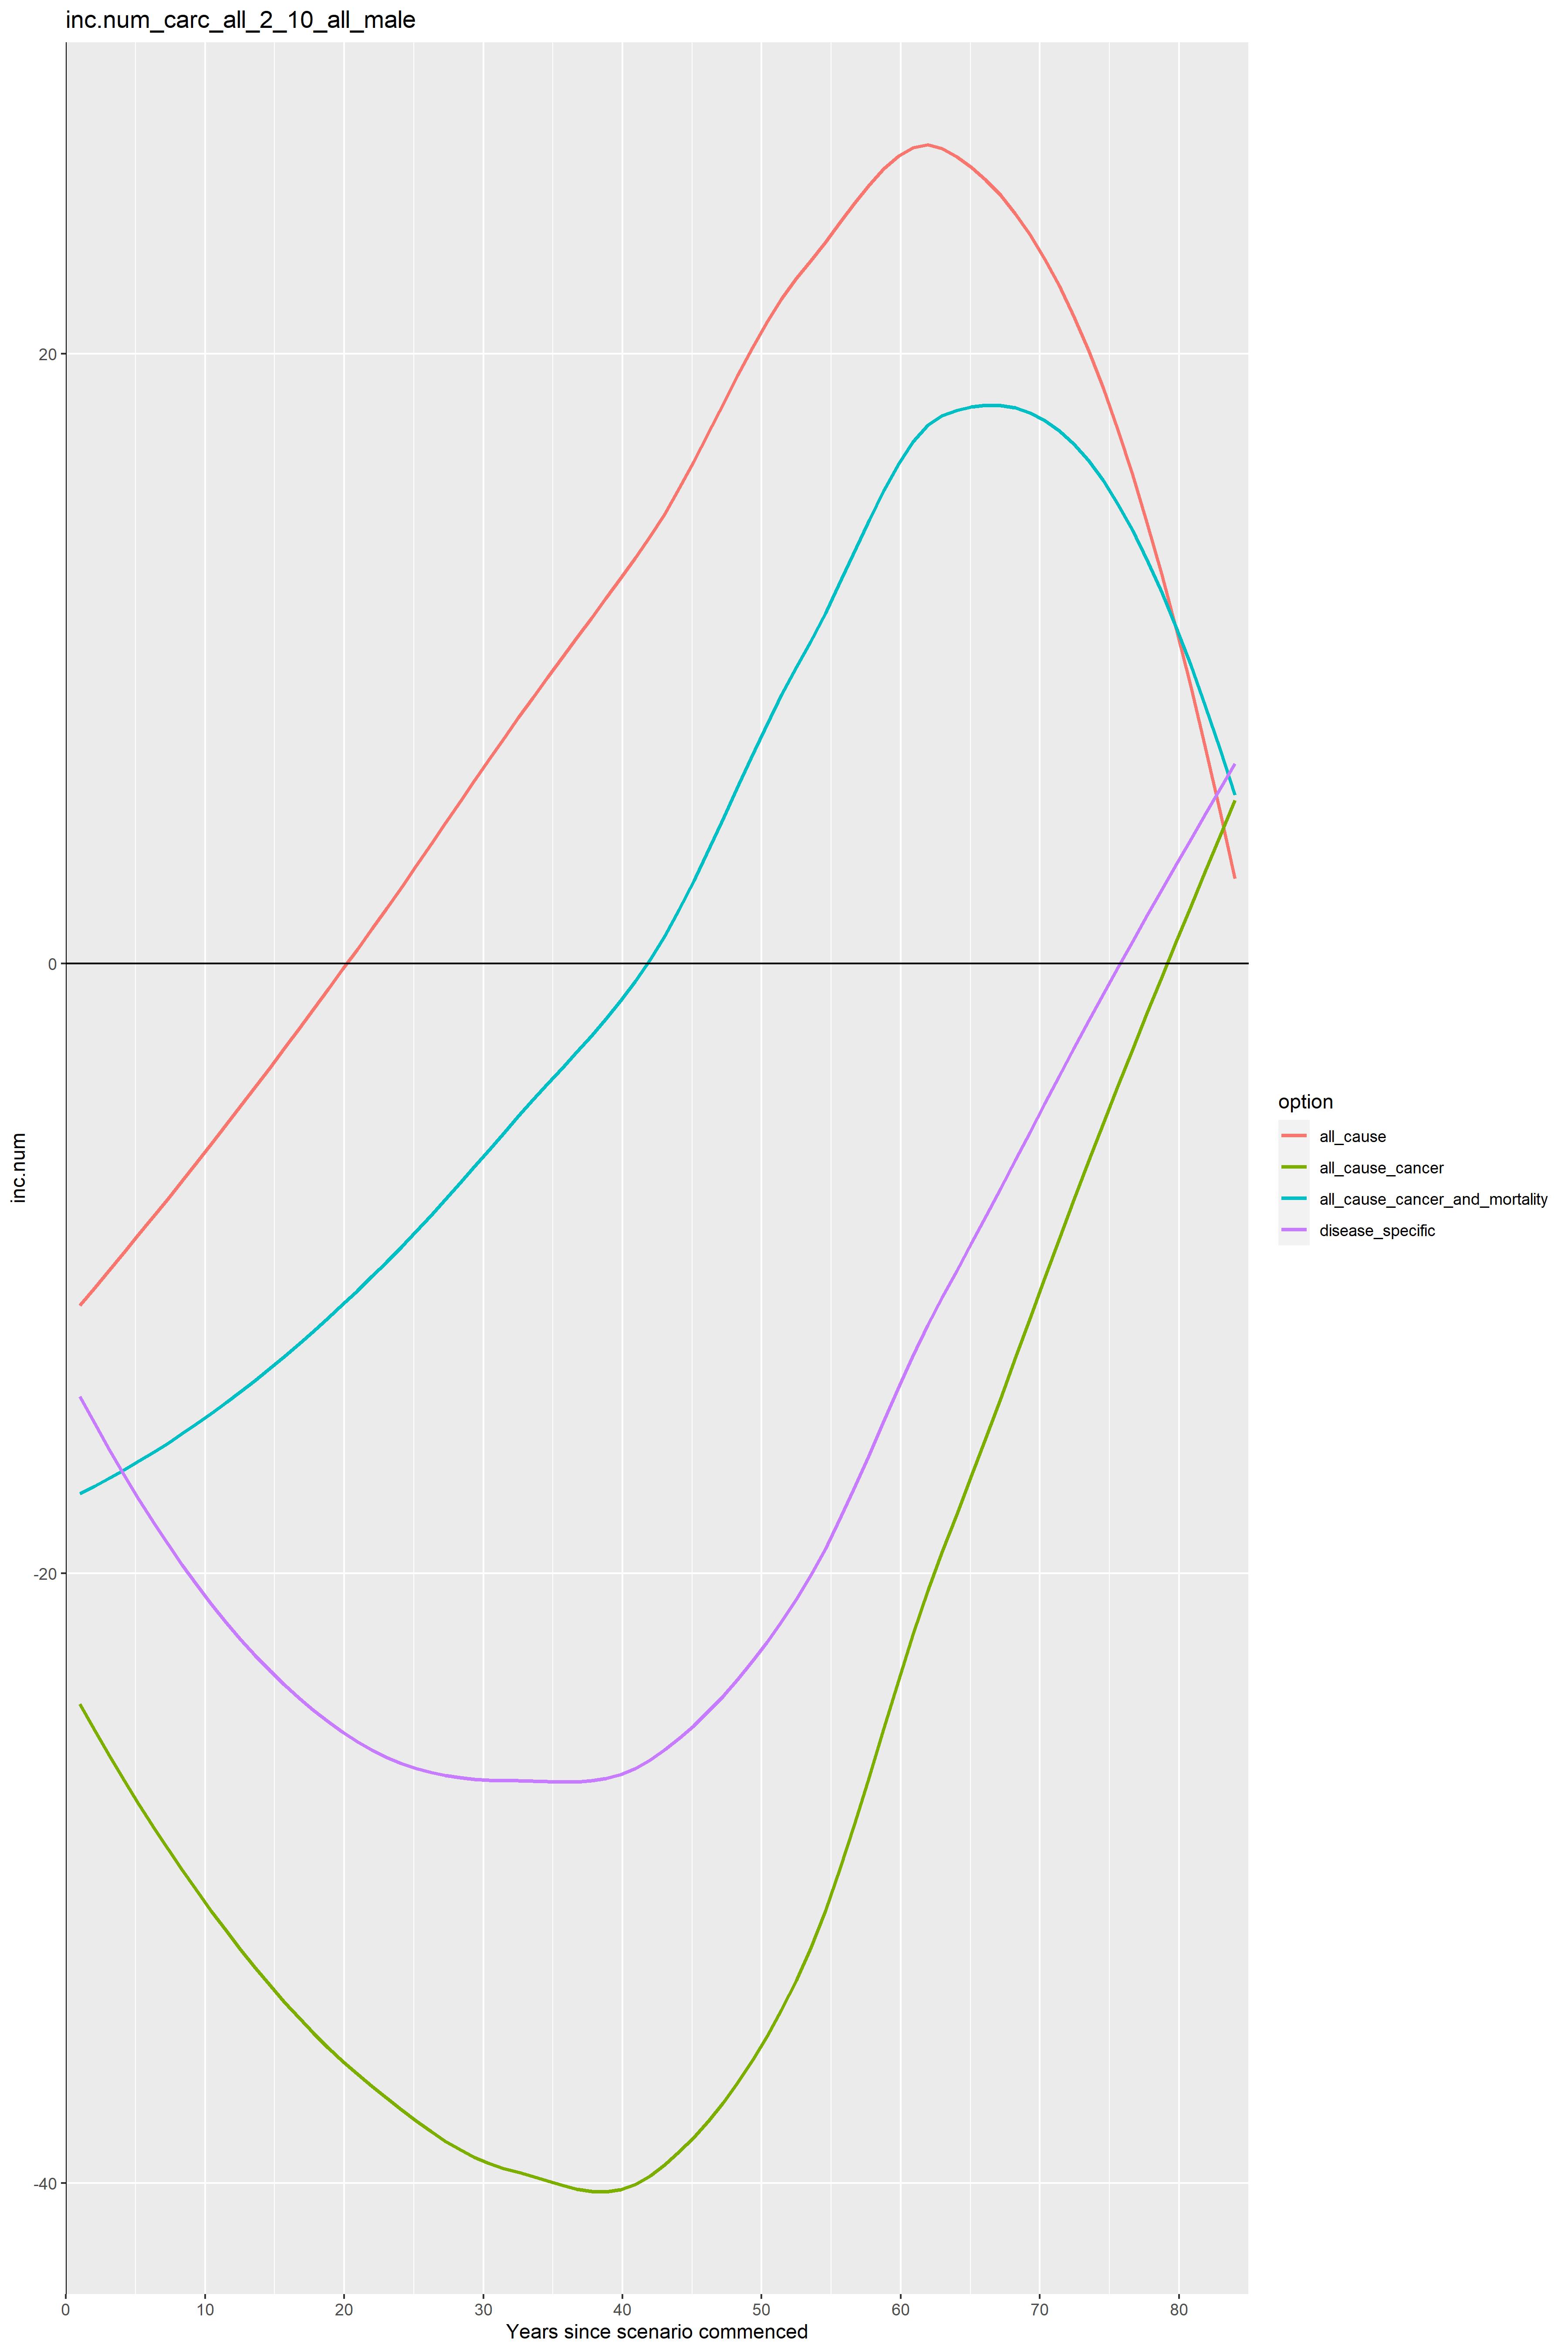 inc.num_carc_all_2_10_all_male
20
0
-20
-40
inc.num
0 10 20 30 40 50 60 70 80
Years since scenario commenced
option
all_cause
all_cause_cancer
all_cause_cancer_and_mortality
disease_specific